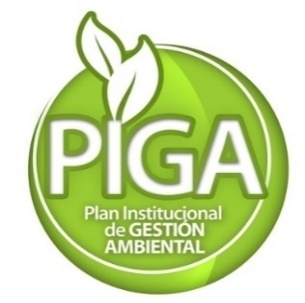 PIGA
Plan Institucional
de GESTIÓN
AMBIENTAL